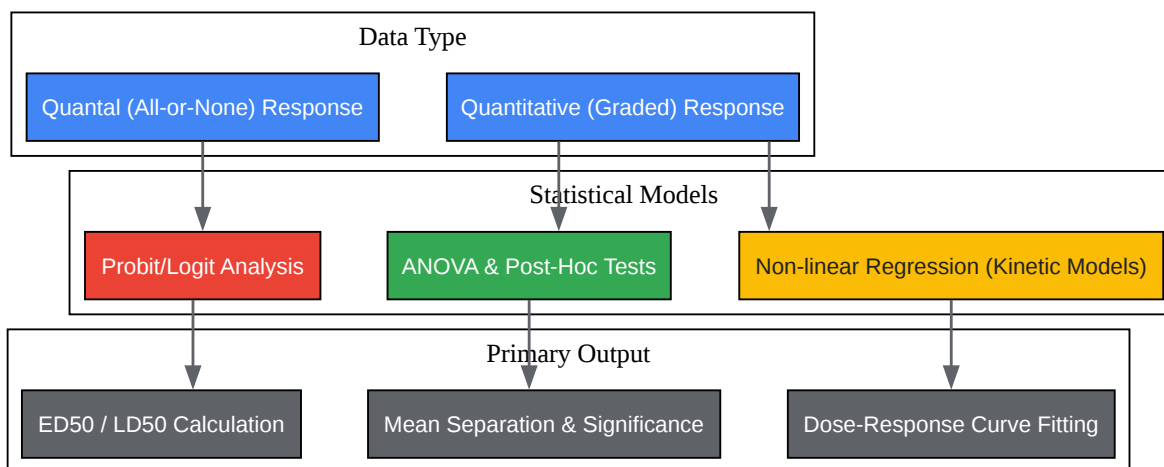 Data Type
Quantal (All-or-None) Response
Quantitative (Graded) Response
Statistical Models
Probit/Logit Analysis
ANOVA & Post-Hoc Tests
Non-linear Regression (Kinetic Models)
Primary Output
ED50 / LD50 Calculation
Mean Separation & Significance
Dose-Response Curve Fitting